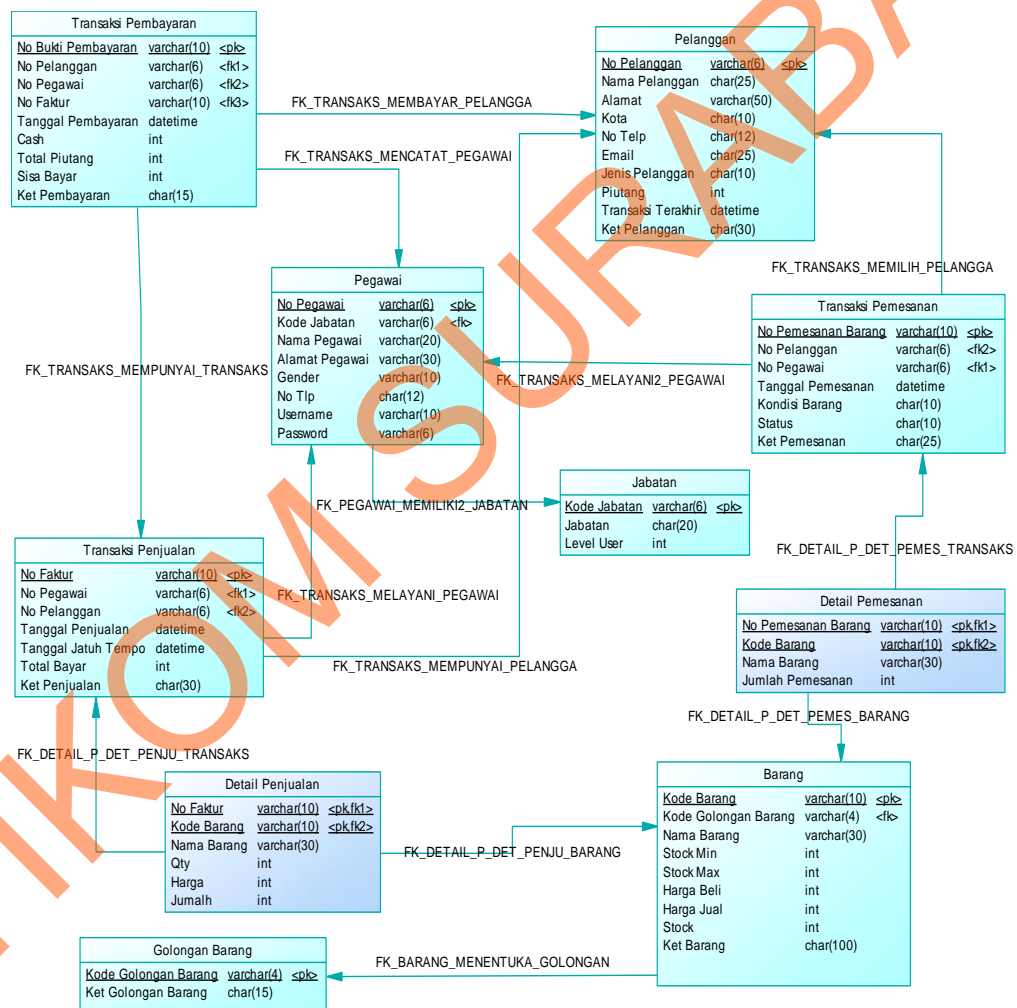 Transaksi Pembayaran
No Bukti Pembayaran varchar(10) <pk>
No Pelanggan varchar(6) <fk1>
No Pegawai varchar(6) <fk2>
No Faktur varchar(10) <fk3>
Tanggal Pembayaran datetime
Cash int
Total Piutang int
Sisa Bayar int
Ket Pembayaran char(15)
Pelanggan
No Pelanggan varchar(6) <pk>
Nama Pelanggan char(25)
Alamat varchar(50)
Kota char(10)
No Telp char(12)
Email char(25)
Jenis Pelanggan char(10)
Piutang int
Transaksi Terakhir datetime
Ket Pelanggan char(30)
FK_TRANSAKS_MEMBAYAR_PELANGGA
FK_TRANSAKS_MENCATAT_PEGAWAI
FK_TRANSAKS_MEMILIH_PELANGGA
Pegawai
No Pegawai varchar(6) <pk>
Kode Jabatan varchar(6) <fk>
Nama Pegawai varchar(20)
Alamat Pegawai varchar(30)
Gender varchar(10)
No Tlp char(12)
Username varchar(10)
Password varchar(6)
Transaksi Pemesanan
No Pemesanan Barang varchar(10) <pk>
No Pelanggan varchar(6) <fk2>
No Pegawai varchar(6) <fk1>
Tanggal Pemesanan datetime
Kondisi Barang char(10)
Status char(10)
Ket Pemesanan char(25)
FK_TRANSAKS_MEMPUNYAI_TRANSAKS
FK_TRANSAKS_MELAYANI2_PEGAWAI
Jabatan
Kode Jabatan varchar(6) <pk>
Jabatan char(20)
Level User int
FK_PEGAWAI_MEMILIKI2_JABATAN
Transaksi Penjualan
No Faktur varchar(10) <pk>
No Pegawai varchar(6) <fk1>
No Pelanggan varchar(6) <fk2>
Tanggal Penjualan datetime
Tanggal Jatuh Tempo datetime
Total Bayar int
Ket Penjualan char(30)
FK_DETAIL_P_DET_PEMES_TRANSAKS
FK_TRANSAKS_MELAYANI_PEGAWAI
FK_TRANSAKS_MEMPUNYAI_PELANGGA
Detail Pemesanan
No Pemesanan Barang varchar(10) <pk,fk1>
Kode Barang varchar(10) <pk,fk2>
Nama Barang varchar(30)
Jumlah Pemesanan int
FK_DETAIL_P_DET_PEMES_BARANG
FK_DETAIL_P_DET_PENJU_TRANSAKS
Detail Penjualan
No Faktur varchar(10) <pk,fk1>
Kode Barang varchar(10) <pk,fk2>
Nama Barang varchar(30)
Qty int
Harga int
Jumalh int
FK_DETAIL_P_DET_PENJU_BARANG
Barang
Kode Barang varchar(10) <pk>
Kode Golongan Barang varchar(4) <fk>
Nama Barang varchar(30)
Stock Min int
Stock Max int
Harga Beli int
Harga Jual int
Stock int
Ket Barang char(100)
Golongan Barang
Kode Golongan Barang varchar(4) <pk>
Ket Golongan Barang char(15)
FK_BARANG_MENENTUKA_GOLONGAN
IKOM SURABA